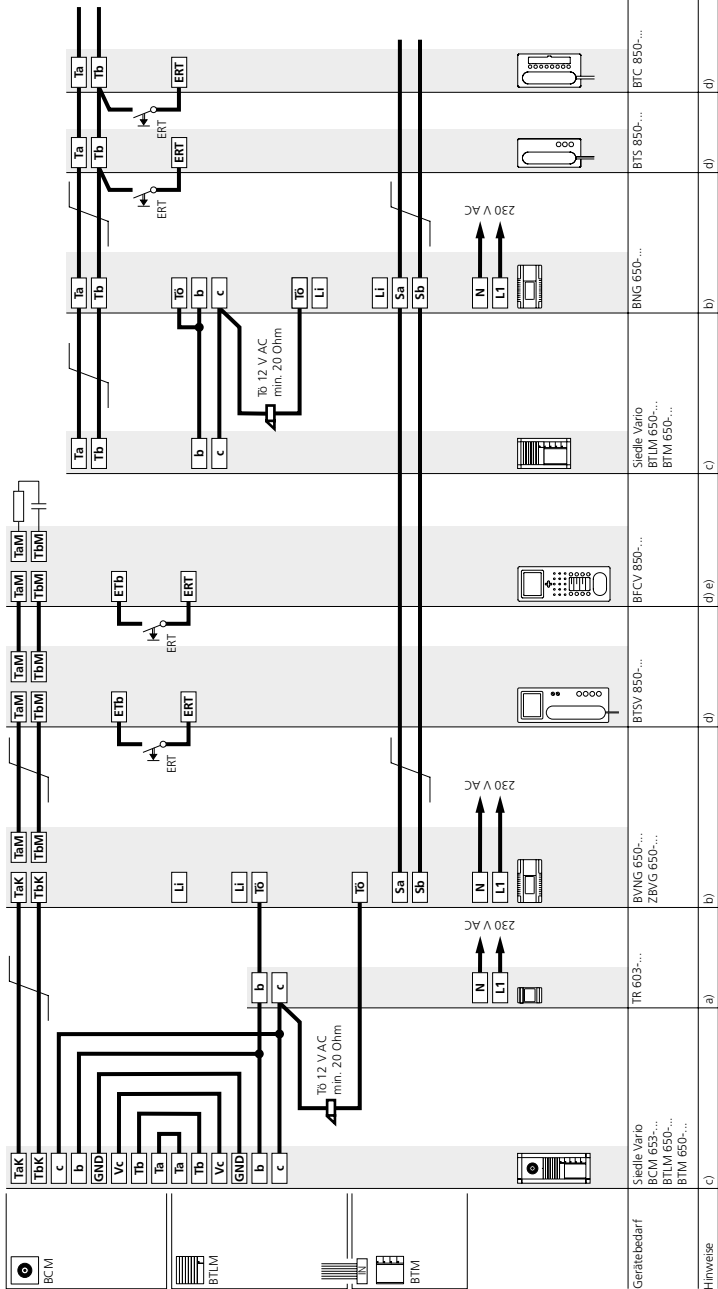 BCM
BTLM
IN
BTM
TaK
TbK
c
b
GND
Vc
Tb
Ta
Ta
Tb
Vc
GND
b
c
Tö 12 V AC
min. 20 Ohm
b
c
N
L1
230 V AC
TaK
TaM
TbK
TbM
Li
Li
Tö
Tö
Sa
Sb
N
L1
230 V AC
TaM
TaM
TbM
TbM
ETb
ERT
ERT
TaM
TaM
TbM
TbM
ETb
ERT
ERT
Ta
Tb
b
c
Tö 12 V AC
min. 20 Ohm
Ta
Tb
Tö
b
c
Tö
Li
Li
Sa
Sb
N
L1
230 V AC
Ta
Tb
ERT
ERT
Ta
Tb
ERT
ERT
Gerätebedarf
Siedle Vario
BCM 653-...
BTLM 650-...
BTM 650-...
TR 603-...
BVNG 650-...
ZBVG 650-...
BTSV 850-...
BFCV 850-...
Siedle Vario
BTLM 650-...
BTM 650-...
BNG 650-...
BTS 850-...
BTC 850-...
Hinweise
c)
a)
b)
d)
d) e)
c)
b)
d)
d)